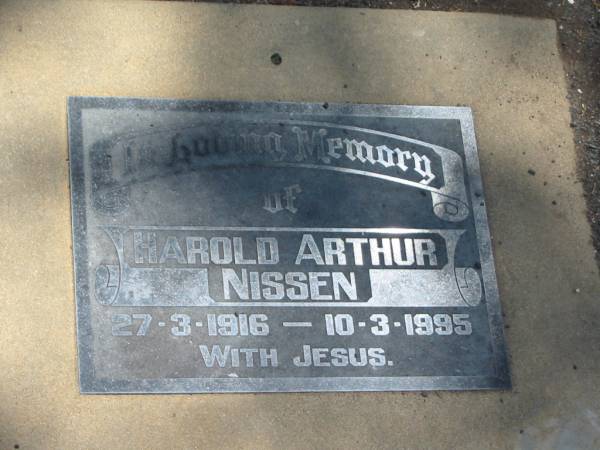 In Loving Memory
of
HAROLD ARTHUR
NISSEN
27-3-1916 — 10-3-1995
WITH JESUS.